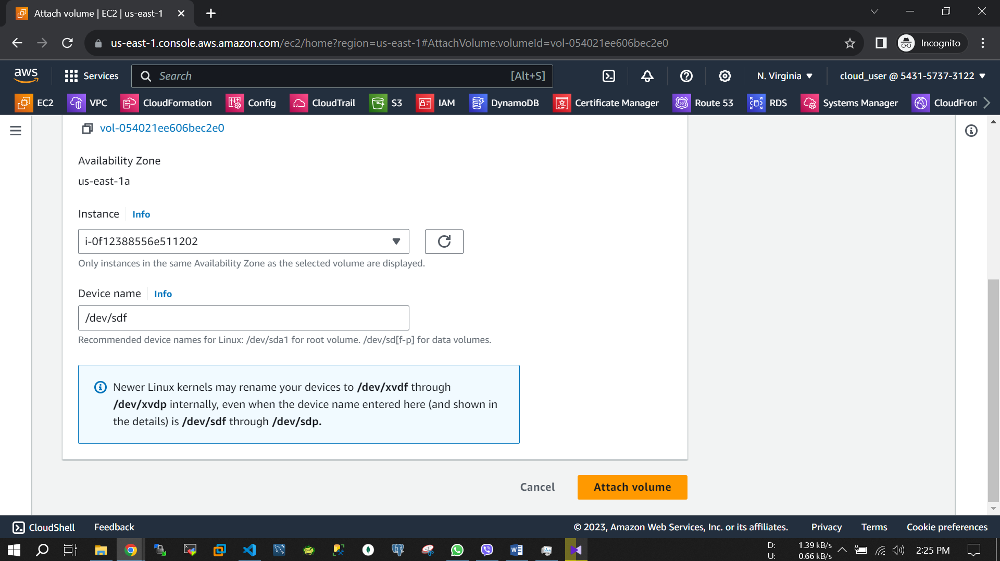 Attach volume | EC2 | us-east-1
us-east-1.console.aws.amazon.com/ec2/home?region=us-east-1#AttachVolume:volumeId=vol-054021ee606bec2e0
Incognito
aws
Services
Search
[Alt+S]
N. Virginia
cloud_user @ 5431-5737-3122
EC2
VPC
CloudFormation
Config
CloudTrail
S3
IAM
DynamoDB
Certificate Manager
Route 53
RDS
Systems Manager
CloudFron
vol-054021ee606bec2e0
Availability Zone
us-east-1a
Instance
Info
i-0f12388556e511202
Only instances in the same Availability Zone as the selected volume are displayed.
Device name
Info
/dev/sdf
Recommended device names for Linux: /dev/sda1 for root volume. /dev/sd[f-p] for data volumes.
Newer Linux kernels may rename your devices to /dev/xvdf through
/dev/xvdp internally, even when the device name entered here (and shown in
the details) is /dev/sdf through /dev/sdp.
Cancel
Attach volume
CloudShell
Feedback
© 2023, Amazon Web Services, Inc. or its affiliates.
Privacy
Terms
Cookie preferences
D: 1.39 kB/s
U: 0.66 kB/s
2:25 PM